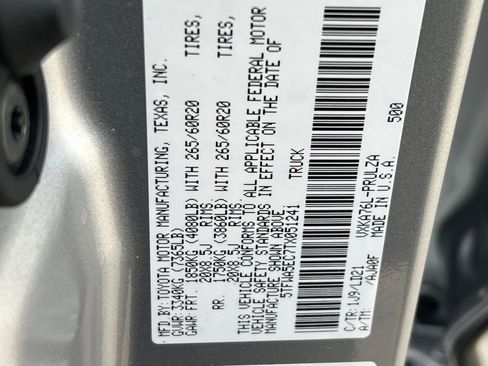 MFD. BY: TOYOTA MOTOR MANUFACTURING, TEXAS, INC.
GVWR: 3340KG (7365LB)
GAWR: FRT. 1850KG (4080LB) WITH 265/60R20 TIRES,
20X8.5J RIMS,
RR. 1750KG (3860LB) WITH 265/60R20 TIRES,
20X8.5J RIMS.
THIS VEHICLE CONFORMS TO ALL APPLICABLE FEDERAL MOTOR
VEHICLE SAFETY STANDARDS IN EFFECT ON THE DATE OF
MANUFACTURE SHOWN ABOVE
5TFWA5EC7TX051241 TRUCK
C/TR: 1J9/LD21 VXKA76L-PRULZA
A/TM: /AJA0F MADE IN U.S.A.
500